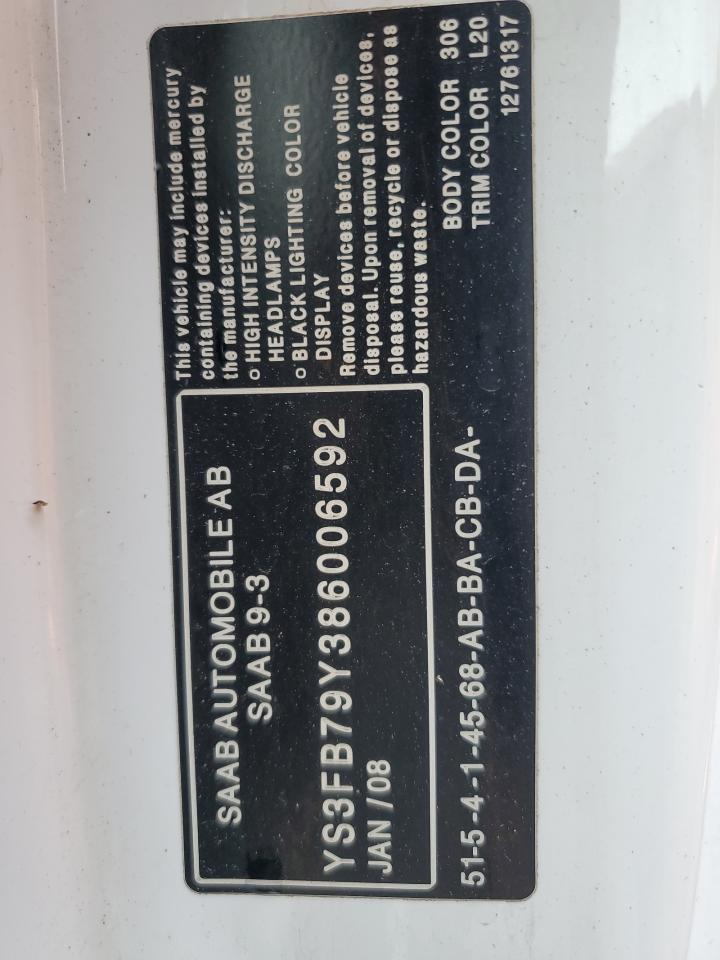 SAAB AUTOMOBILE AB
SAAB 9-3
YS3FB79Y386006592
JAN / 08
This vehicle may include mercury
containing devices installed by
the manufacturer:
o HIGH INTENSITY DISCHARGE
HEADLAMPS
o BLACK LIGHTING COLOR
DISPLAY
Remove devices before vehicle
disposal. Upon removal of devices,
please reuse, recycle or dispose as
hazardous waste.
51-5-4-1-45-68-AB-BA-CB-DA-
BODY COLOR 306
TRIM COLOR L20
12761317